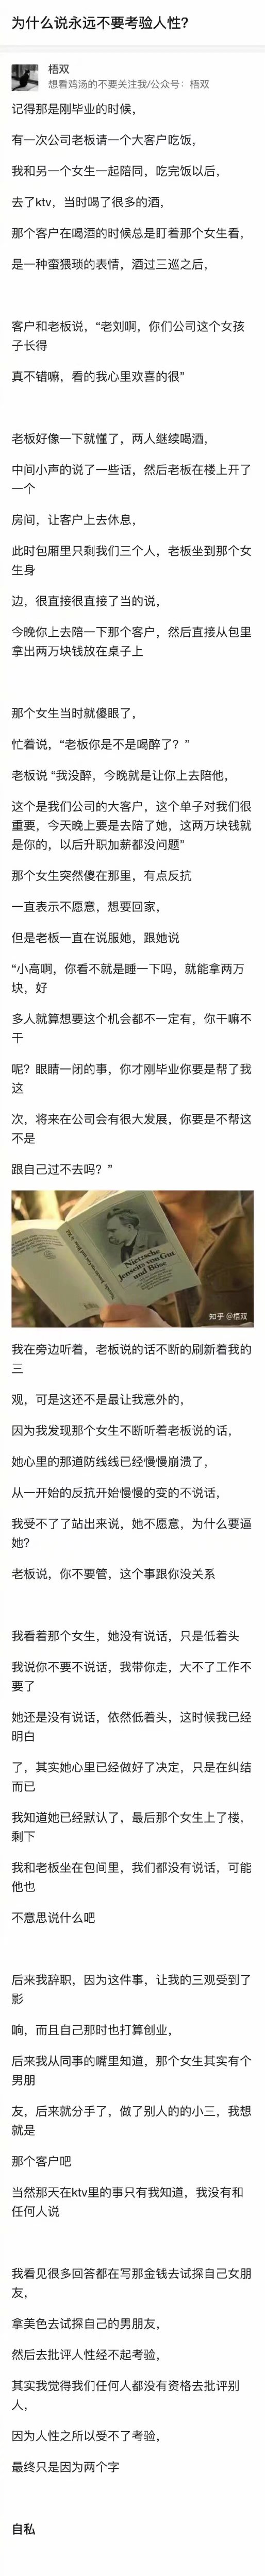 为什么说永远不要考验人性?
梧双
想看鸡汤的不要关注我/公众号：梧双
记得那是刚毕业的时候，
有一次公司老板请一个大客户吃饭，
我和另一个女生一起陪同，吃完饭以后，
去了ktv，当时喝了很多的酒，
那个客户在喝酒的时候总是盯着那个女生看，
是一种蛮猥琐的表情，酒过三巡之后，
客户和老板说，“老刘啊，你们公司这个女孩
子长得
真不错嘛，看的我心里欢喜的很”
老板好像一下就懂了，两人继续喝酒，
中间小声的说了一些话，然后老板在楼上开了
一个
房间，让客户上去休息，
此时包厢里只剩我们三个人，老板坐到那个女
生身
边，很直接很直接了当的说，
今晚你上去陪一下那个客户，然后直接从包里
拿出两万块钱放在桌子上
那个女生当时就傻眼了，
忙着说，“老板你是不是喝醉了？”
老板说 “我没醉，今晚就是让你上去陪他，
这个是我们公司的大客户，这个单子对我们很
重要，今天晚上要是去陪了她，这两万块钱就
是你的，以后升职加薪都没问题”
那个女生突然傻在那里，有点反抗
一直表示不愿意，想要回家，
但是老板一直在说服她，跟她说
“小高啊，你看不就是睡一下吗，就能拿两万
块，好
多人就算想要这个机会都不一定有，你干嘛不
干
呢？眼睛一闭的事，你才刚毕业你要是帮了我
这
次，将来在公司会有很大发展，你要是不帮这
不是
跟自己过不去吗？”
Nietzsche
Jenseits von Gut
und Böse
知乎 @梧双
我在旁边听着，老板说的话不断的刷新着我的
三
观，可是这还不是最让我意外的，
因为我发现那个女生不断听着老板说的话，
她心里的那道防线线已经慢慢崩溃了，
从一开始的反抗开始慢慢的变的不说话，
我受不了了站出来说，她不愿意，为什么要逼
她?
老板说，你不要管，这个事跟你没关系
我看着那个女生，她没有说话，只是低着头
我说你不要不说话，我带你走，大不了工作不
要了
她还是没有说话，依然低着头，这时候我已经
明白
了，其实她心里已经做好了决定，只是在纠结
而已
我知道她已经默认了，最后那个女生上了楼，
剩下
我和老板坐在包间里，我们都没有说话，可能
他也
不意思说什么吧
后来我辞职，因为这件事，让我的三观受到了
影
响，而且自己那时也打算创业，
后来我从同事的嘴里知道，那个女生其实有个
男朋
友，后来就分手了，做了别人的的小三，我想
就是
那个客户吧
当然那天在ktv里的事只有我知道，我没有和
任何人说
我看见很多回答都在写那金钱去试探自己女朋
友，
拿美色去试探自己的男朋友，
然后去批评人性经不起考验，
其实我觉得我们任何人都没有资格去批评别
人，
因为人性之所以受不了考验，
最终只是因为两个字
自私